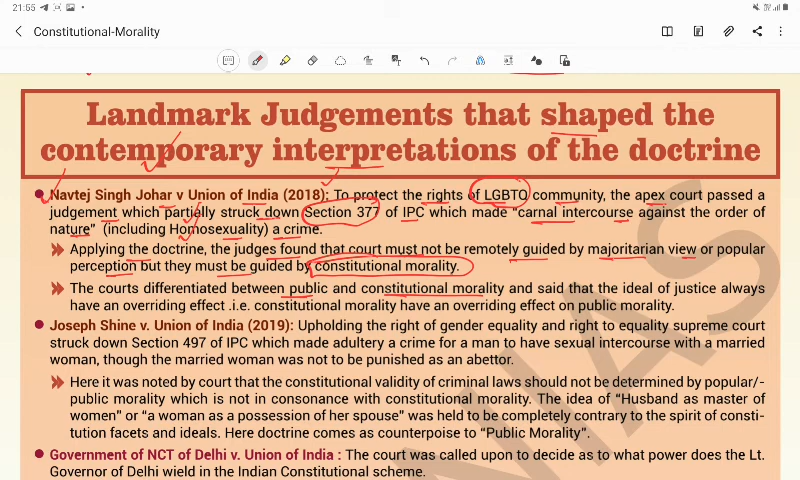 21:55
Constitutional-Morality
Landmark Judgements that shaped the
contemporary interpretations of the doctrine
Navtej Singh Johar v Union of India (2018): To protect the rights of LGBTQ community, the apex court passed a
judgement which partially struck down Section 377 of IPC which made “carnal intercourse against the order of
nature” (including Homosexuality) a crime.
Applying the doctrine, the judges found that court must not be remotely guided by majoritarian view or popular
perception but they must be guided by constitutional morality.
The courts differentiated between public and constitutional morality and said that the ideal of justice always
have an overriding effect .i.e. constitutional morality have an overriding effect on public morality.
Joseph Shine v. Union of India (2019): Upholding the right of gender equality and right to equality supreme court
struck down Section 497 of IPC which made adultery a crime for a man to have sexual intercourse with a married
woman, though the married woman was not to be punished as an abettor.
Here it was noted by court that the constitutional validity of criminal laws should not be determined by popular/-
public morality which is not in consonance with constitutional morality. The idea of “Husband as master of
women” or “a woman as a possession of her spouse” was held to be completely contrary to the spirit of consti-
tution facets and ideals. Here doctrine comes as counterpoise to “Public Morality”.
Government of NCT of Delhi v. Union of India : The court was called upon to decide as to what power does the Lt.
Governor of Delhi wield in the Indian Constitutional scheme.